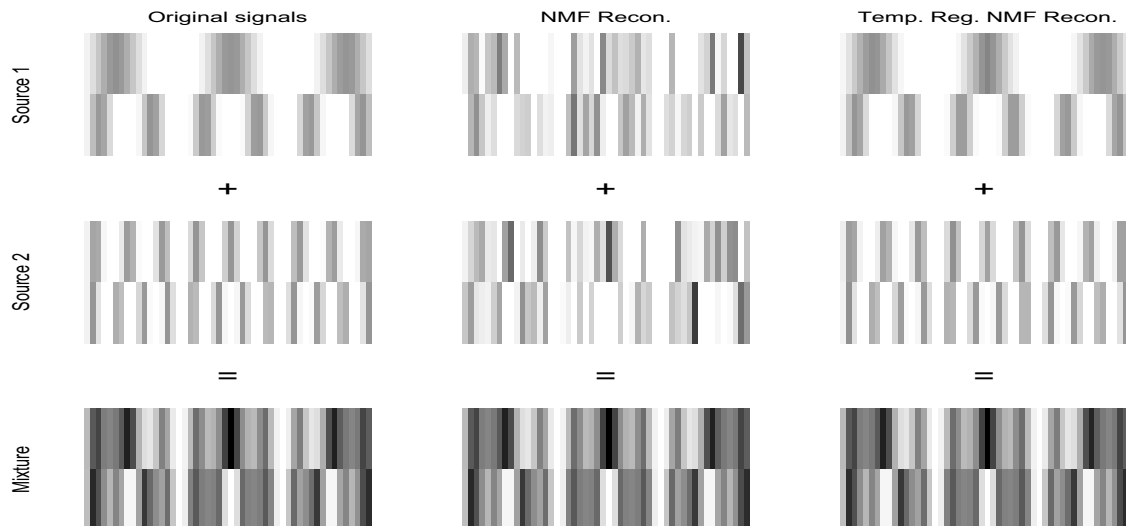 Original signals NMF Recon. Temp. Reg. NMF Recon.
Source 1
+ + +
Source 2
= = =
Mixture